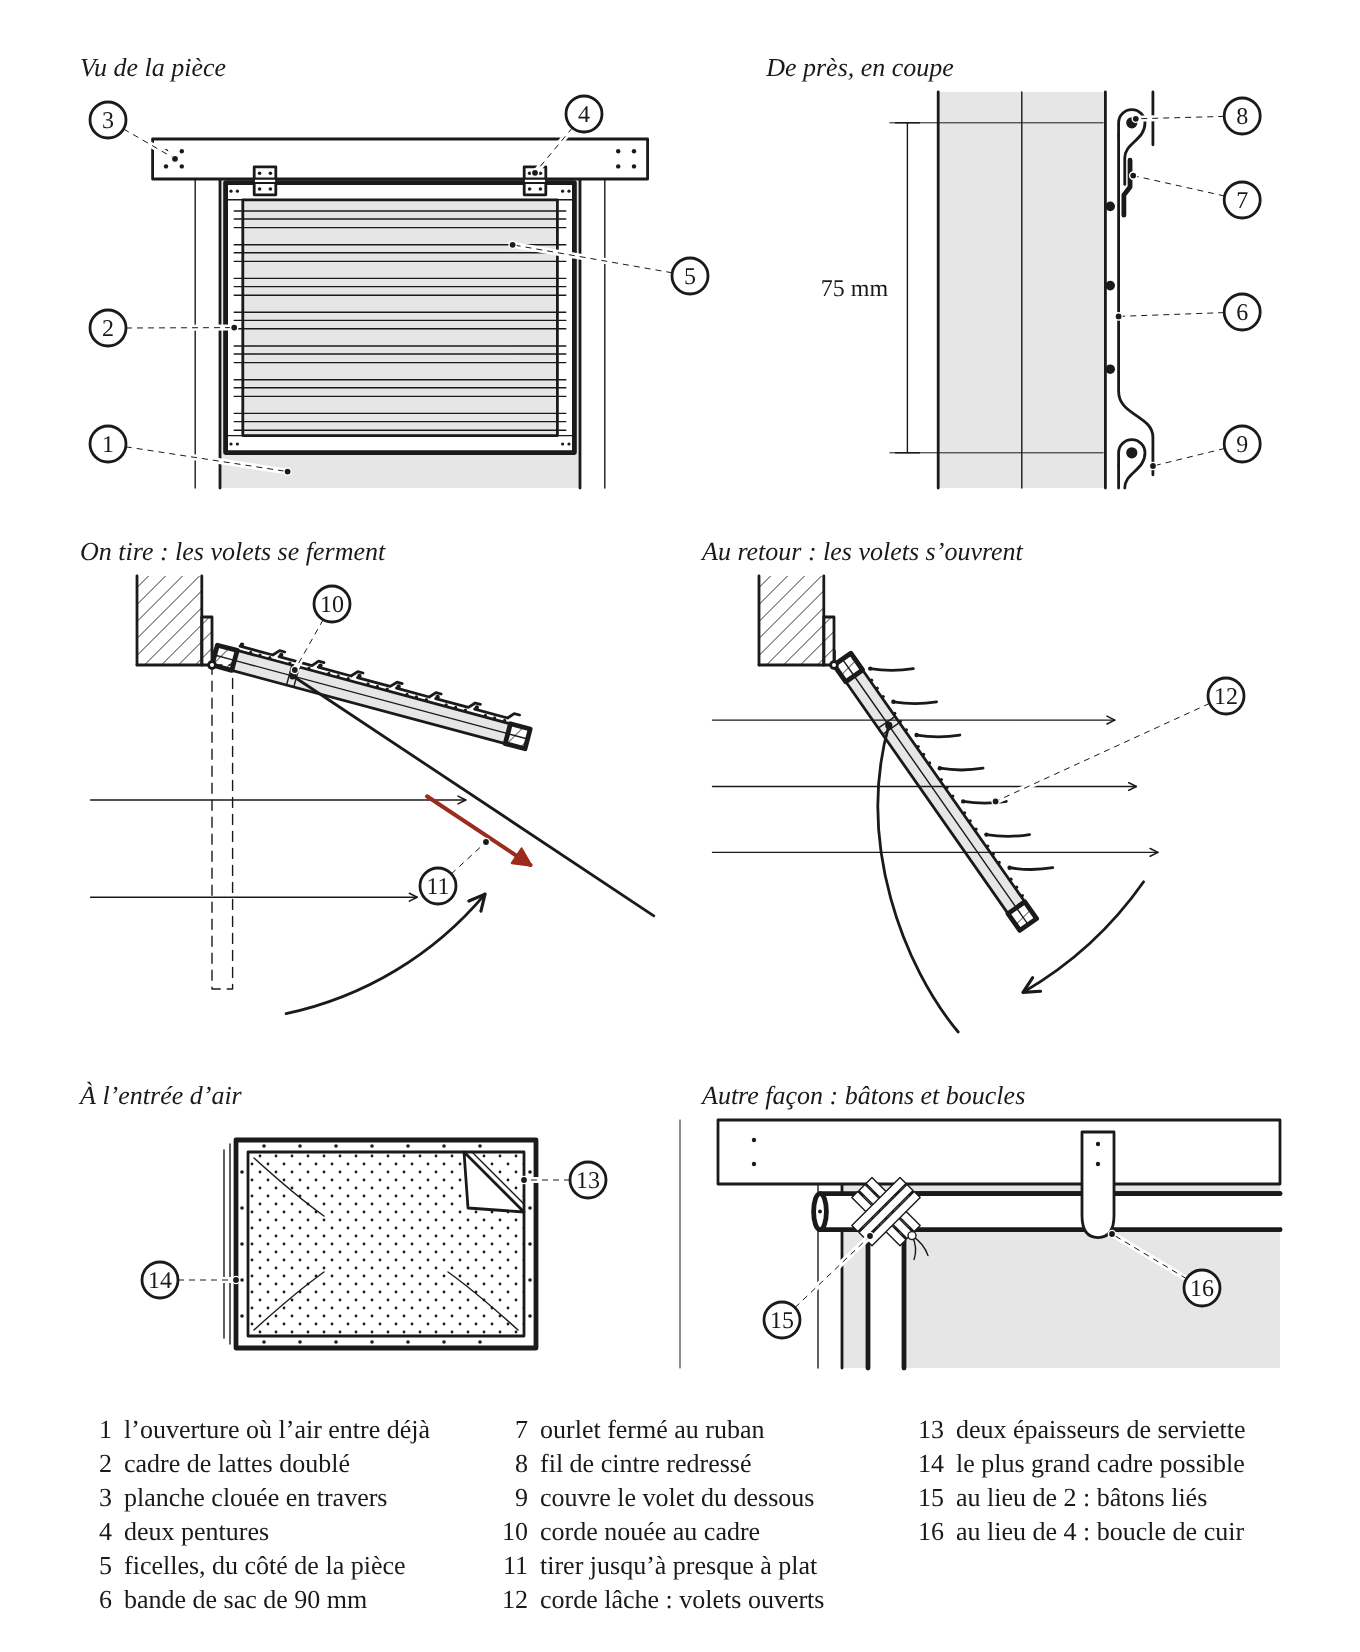 Vu de la pièce
De près, en coupe
3
4
5
2
1
8
7
75 mm
6
9
On tire : les volets se ferment
Au retour : les volets s’ouvrent
10
12
11
À l’entrée d’air
Autre façon : bâtons et boucles
13
14
15
16
1 l’ouverture où l’air entre déjà
2 cadre de lattes doublé
3 planche clouée en travers
4 deux pentures
5 ficelles, du côté de la pièce
6 bande de sac de 90 mm
7 ourlet fermé au ruban
8 fil de cintre redressé
9 couvre le volet du dessous
10 corde nouée au cadre
11 tirer jusqu’à presque à plat
12 corde lâche : volets ouverts
13 deux épaisseurs de serviette
14 le plus grand cadre possible
15 au lieu de 2 : bâtons liés
16 au lieu de 4 : boucle de cuir